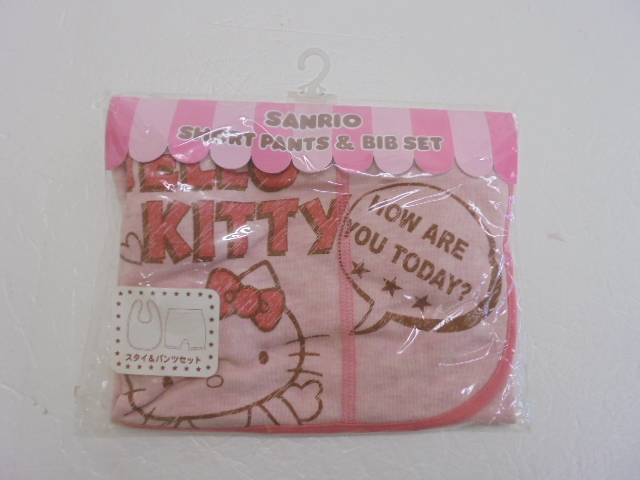 SANRIO
SHORT PANTS & BIB SET
HELLO
KITTY
HOW ARE
YOU TODAY?
スタイ&パンツセット